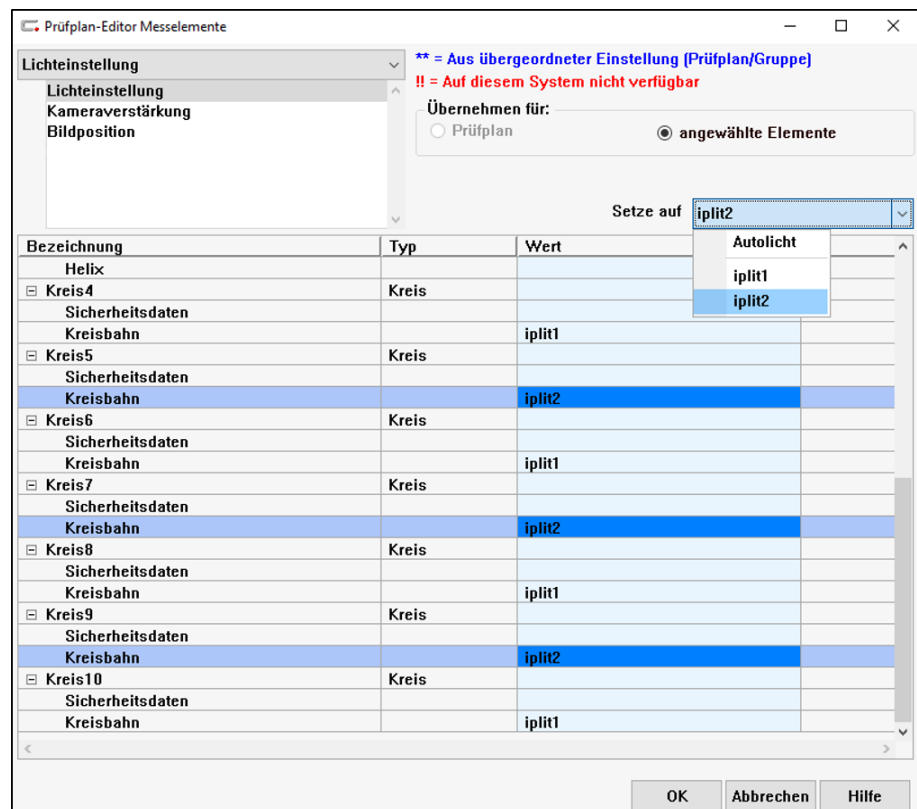 Prüfplan-Editor Messelemente
Lichteinstellung
Lichteinstellung
Kameraverstärkung
Bildposition
** = Aus übergeordneter Einstellung (Prüfplan/Gruppe)
!! = Auf diesem System nicht verfügbar
Übernehmen für:
Prüfplan angewählte Elemente
Setze auf iplit2
Autolicht
iplit1
iplit2
Bezeichnung Typ Wert
Helix
Kreis4 Kreis
Sicherheitsdaten
Kreisbahn iplit1
Kreis5 Kreis
Sicherheitsdaten
Kreisbahn iplit2
Kreis6 Kreis
Sicherheitsdaten
Kreisbahn iplit1
Kreis7 Kreis
Sicherheitsdaten
Kreisbahn iplit2
Kreis8 Kreis
Sicherheitsdaten
Kreisbahn iplit1
Kreis9 Kreis
Sicherheitsdaten
Kreisbahn iplit2
Kreis10 Kreis
Sicherheitsdaten
Kreisbahn iplit1
OK Abbrechen Hilfe